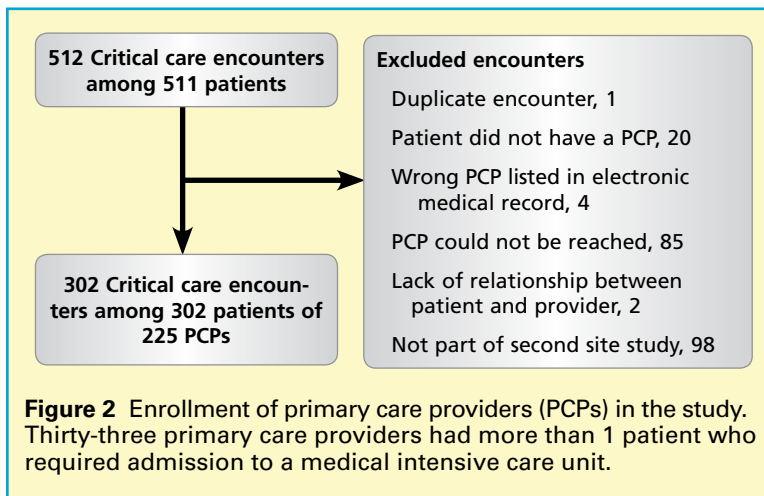 512 Critical care encounters
among 511 patients
302 Critical care encoun-
ters among 302 patients of
225 PCPs
Excluded encounters
Duplicate encounter, 1
Patient did not have a PCP, 20
Wrong PCP listed in electronic
medical record, 4
PCP could not be reached, 85
Lack of relationship between
patient and provider, 2
Not part of second site study, 98
Figure 2 Enrollment of primary care providers (PCPs) in the study.
Thirty-three primary care providers had more than 1 patient who
required admission to a medical intensive care unit.